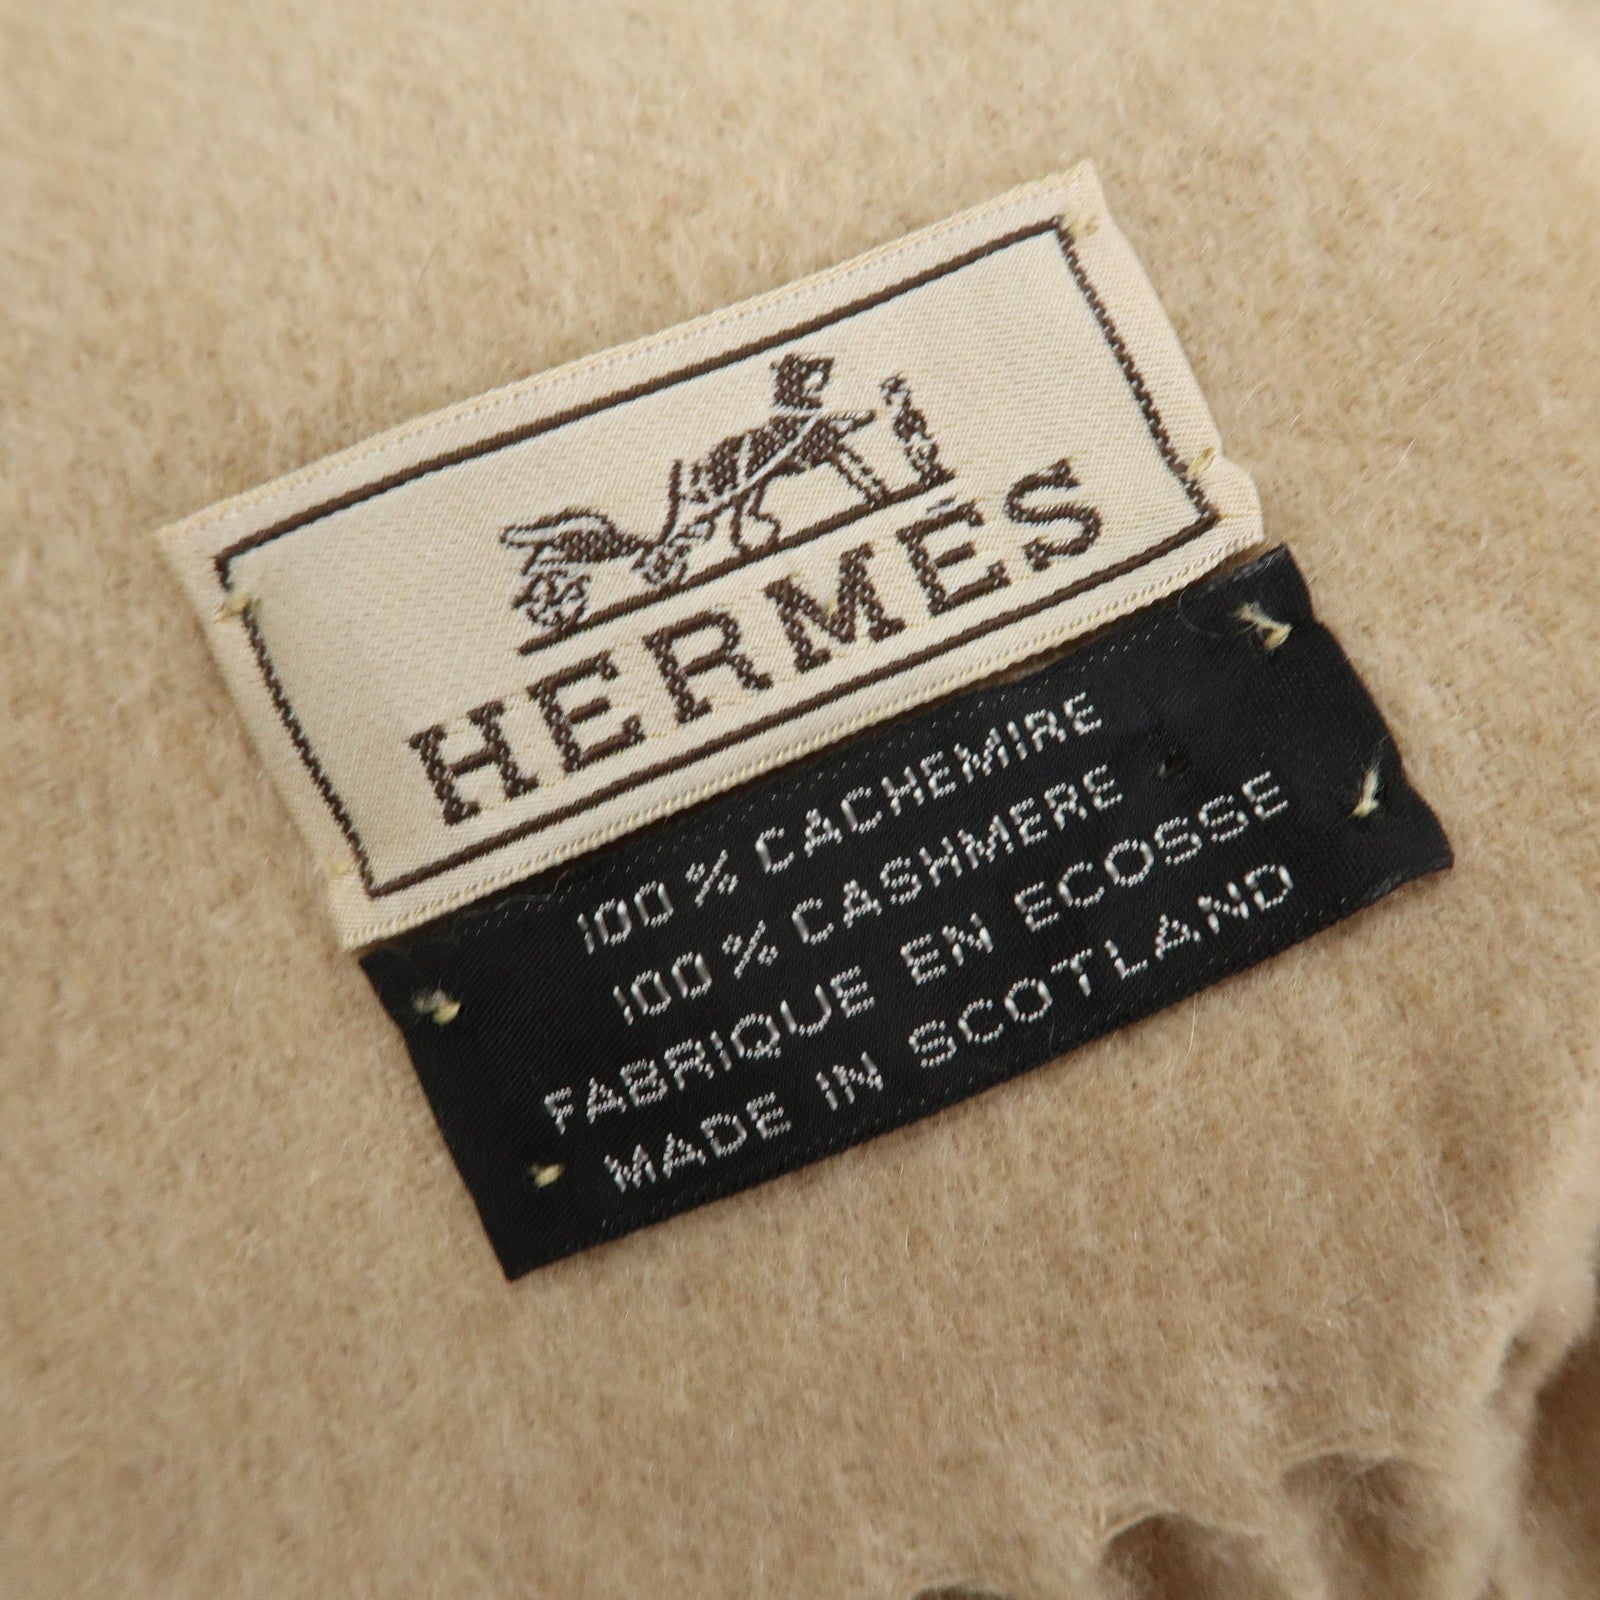 HERMÈS
100% CACHEMIRE
100% CASHMERE
FABRIQUE EN ECOSSE
MADE IN SCOTLAND